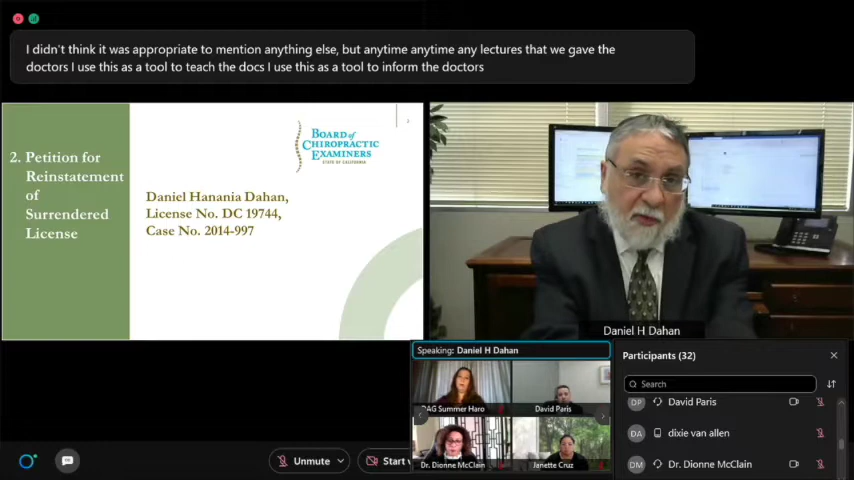 I didn't think it was appropriate to mention anything else, but anytime anytime any lectures that we gave the
doctors I use this as a tool to teach the docs I use this as a tool to inform the doctors
2. Petition for
Reinstatement
of
Surrendered
License
2
BOARD of
CHIROPRACTIC
EXAMINERS
STATE OF CALIFORNIA
Daniel Hanania Dahan,
License No. DC 19744,
Case No. 2014-997
Daniel H Dahan
Speaking: Daniel H Dahan
DAG Summer Haro
David Paris
Dr. Dionne McClain
Janette Cruz
Participants (32)
Search
DP David Paris
DA dixie van allen
DM Dr. Dionne McClain
Unmute
Start